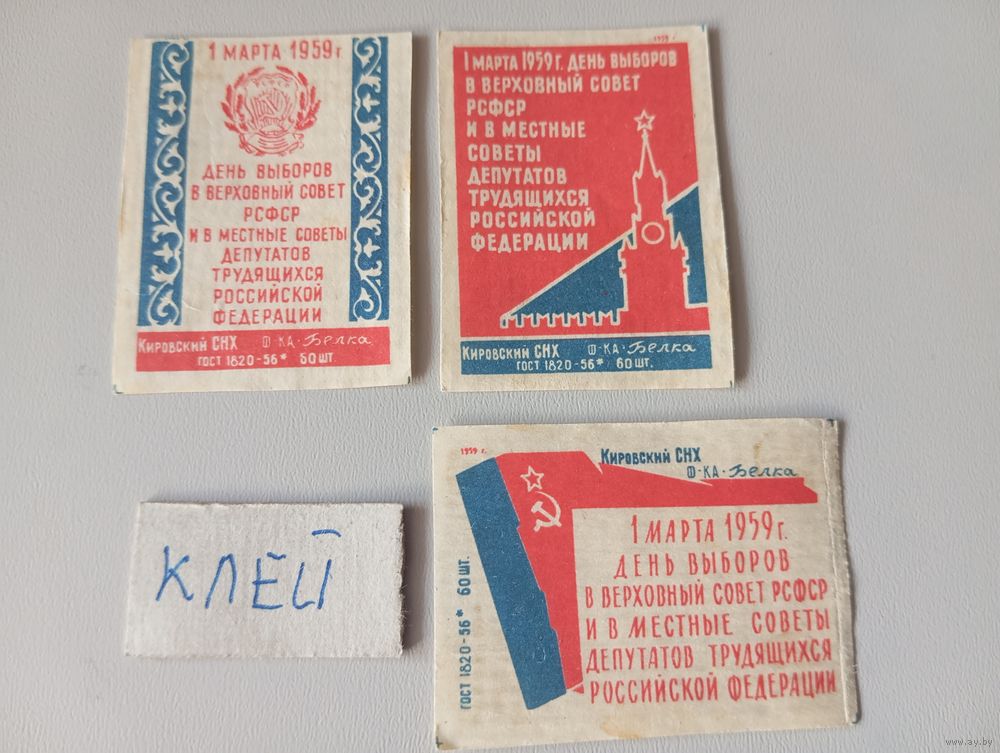 1 МАРТА 1959 г.
ДЕНЬ ВЫБОРОВ
В ВЕРХОВНЫЙ СОВЕТ
РСФСР
И В МЕСТНЫЕ СОВЕТЫ
ДЕПУТАТОВ
ТРУДЯЩИХСЯ
РОССИЙСКОЙ
ФЕДЕРАЦИИ
КИРОВСКИЙ СНХ Ф-КА·Белка
ГОСТ 1820-56* 50 ШТ.
1959 г.
1 МАРТА 1959 г. ДЕНЬ ВЫБОРОВ
В ВЕРХОВНЫЙ СОВЕТ
РСФСР
И В МЕСТНЫЕ
СОВЕТЫ
ДЕПУТАТОВ
ТРУДЯЩИХСЯ
РОССИЙСКОЙ
ФЕДЕРАЦИИ
КИРОВСКИЙ СНХ Ф-КА·Белка
ГОСТ 1820-56* 60 ШТ.
1959 г.
КИРОВСКИЙ СНХ
Ф-КА·Белка
1 МАРТА 1959 г.
ДЕНЬ ВЫБОРОВ
В ВЕРХОВНЫЙ СОВЕТ РСФСР
И В МЕСТНЫЕ СОВЕТЫ
ДЕПУТАТОВ ТРУДЯЩИХСЯ
РОССИЙСКОЙ ФЕДЕРАЦИИ
ГОСТ 1820-56* 60 ШТ.
КЛЕЙ
www.ay.by